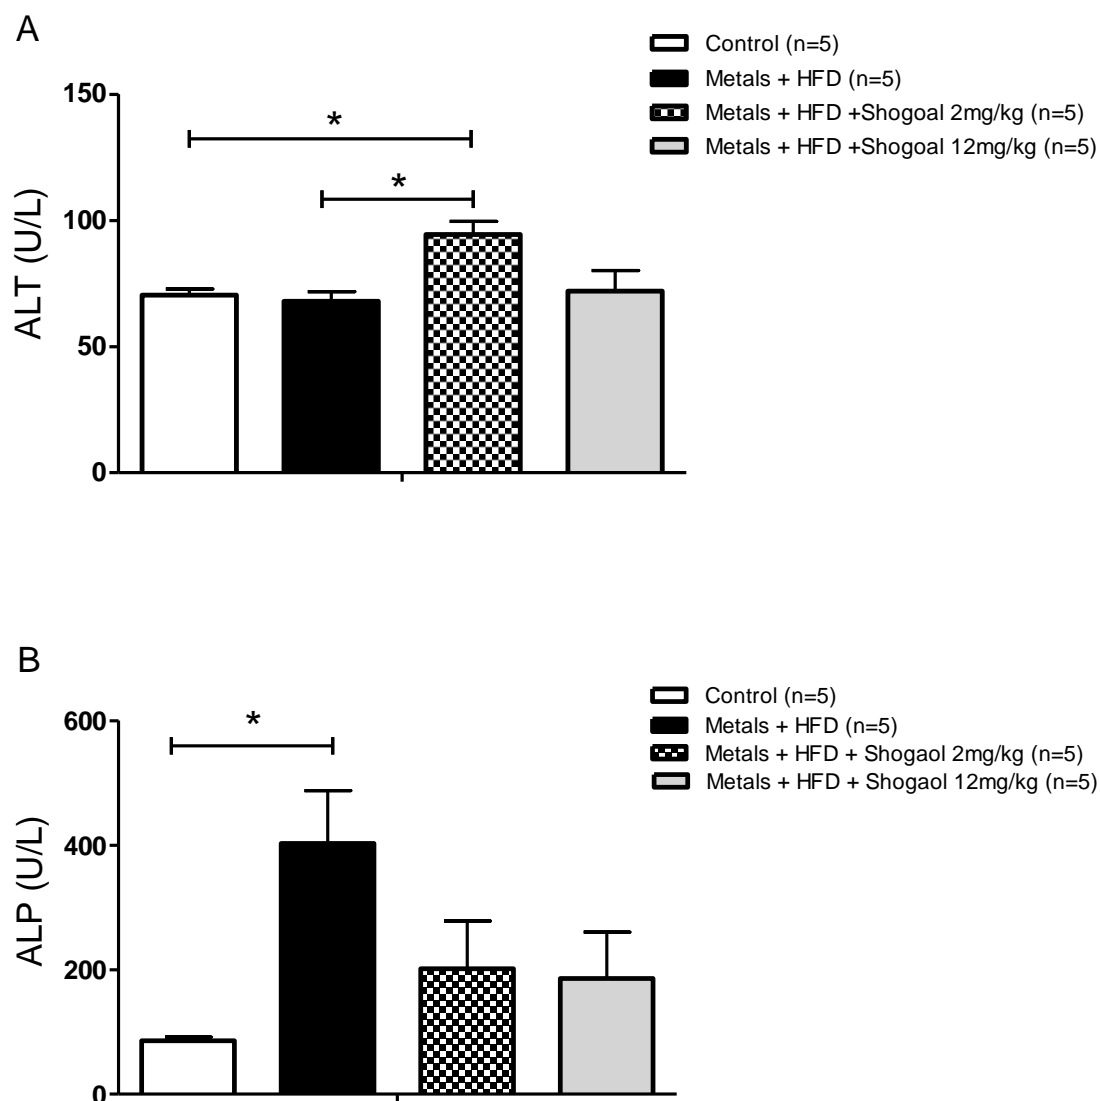 A
Control (n=5)
Metals + HFD (n=5)
Metals + HFD +Shogoal 2mg/kg (n=5)
Metals + HFD +Shogoal 12mg/kg (n=5)
150
100
50
0
ALT (U/L)
*
*
B
Control (n=5)
Metals + HFD (n=5)
Metals + HFD + Shogaol 2mg/kg (n=5)
Metals + HFD + Shogaol 12mg/kg (n=5)
600
400
200
0
ALP (U/L)
*